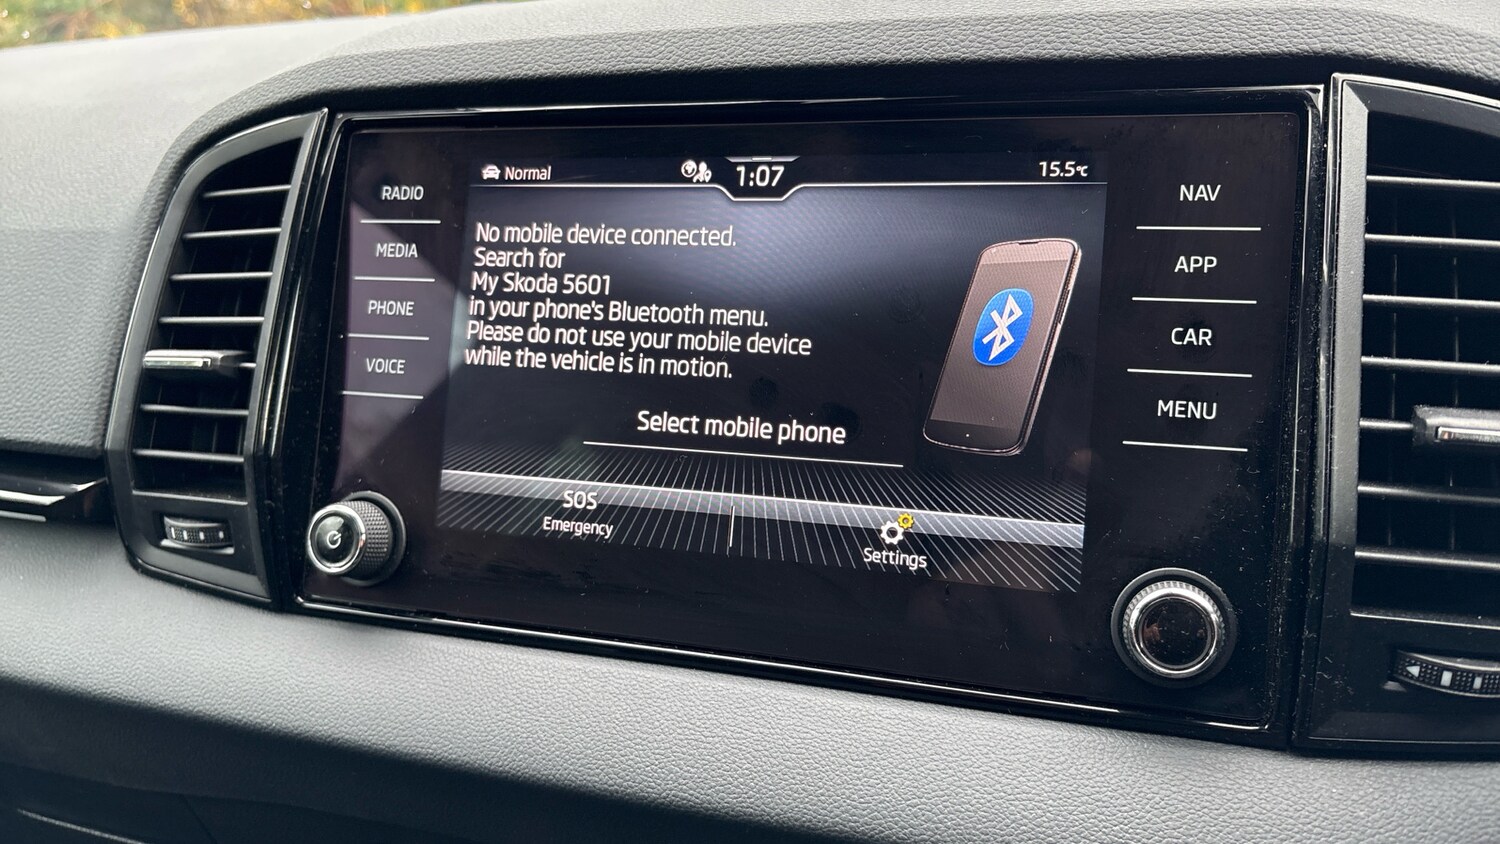 Normal
1:07
15.5°C
RADIO
MEDIA
PHONE
VOICE
No mobile device connected.
Search for
My Skoda 5601
in your phone's Bluetooth menu.
Please do not use your mobile device
while the vehicle is in motion.
Select mobile phone
SOS
Emergency
Settings
NAV
APP
CAR
MENU